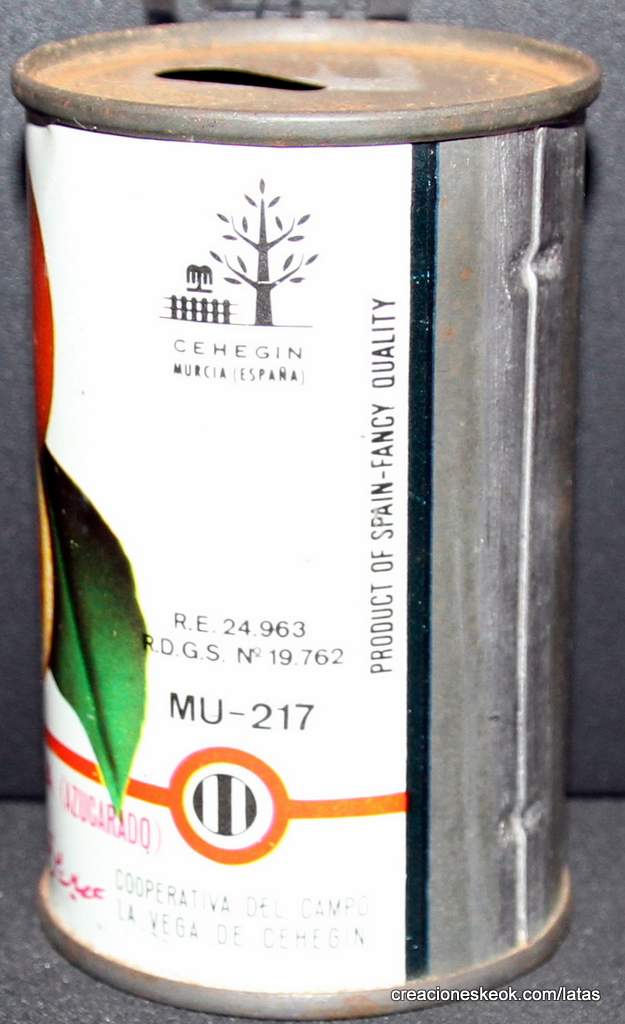 CEHEGIN
MURCIA (ESPAÑA)
PRODUCT OF SPAIN-FANCY QUALITY
R.E. 24.963
R.D.G.S. Nº 19.762
MU-217
(AZUCARADO)
COOPERATIVA DEL CAMPO
LA VEGA DE CEHEGIN
creacioneskeok.com/latas